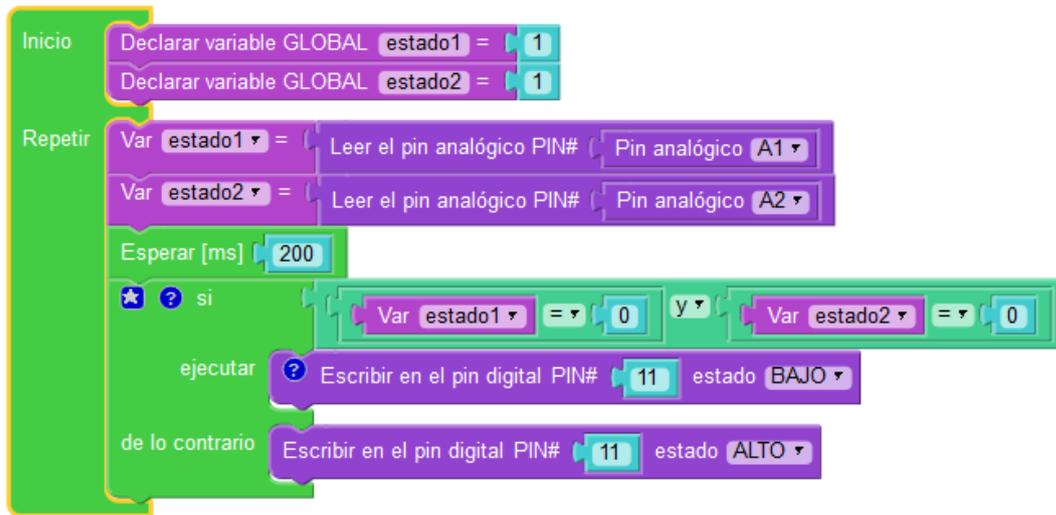 Inicio Declarar variable GLOBAL estado1 = 1
Declarar variable GLOBAL estado2 = 1
Repetir Var estado1 = Leer el pin analógico PIN# Pin analógico A1
Var estado2 = Leer el pin analógico PIN# Pin analógico A2
Esperar [ms] 200
? si Var estado1 = 0 y Var estado2 = 0
ejecutar ? Escribir en el pin digital PIN# 11 estado BAJO
de lo contrario Escribir en el pin digital PIN# 11 estado ALTO